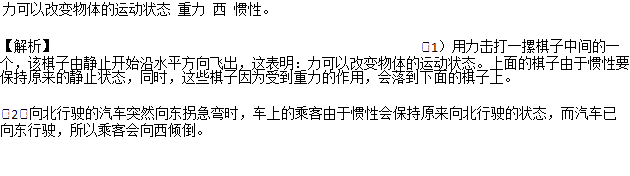 力可以改变物体的运动状态 重力 西 惯性。
【解析】
1）用力击打一摞棋子中间的一
个，该棋子由静止开始沿水平方向飞出，这表明：力可以改变物体的运动状态。上面的棋子由于惯性要
保持原来的静止状态，同时，这些棋子因为受到重力的作用，会落到下面的棋子上。
2 向北行驶的汽车突然向东拐急弯时，车上的乘客由于惯性会保持原来向北行驶的状态，而汽车已
向东行驶，所以乘客会向西倾倒。